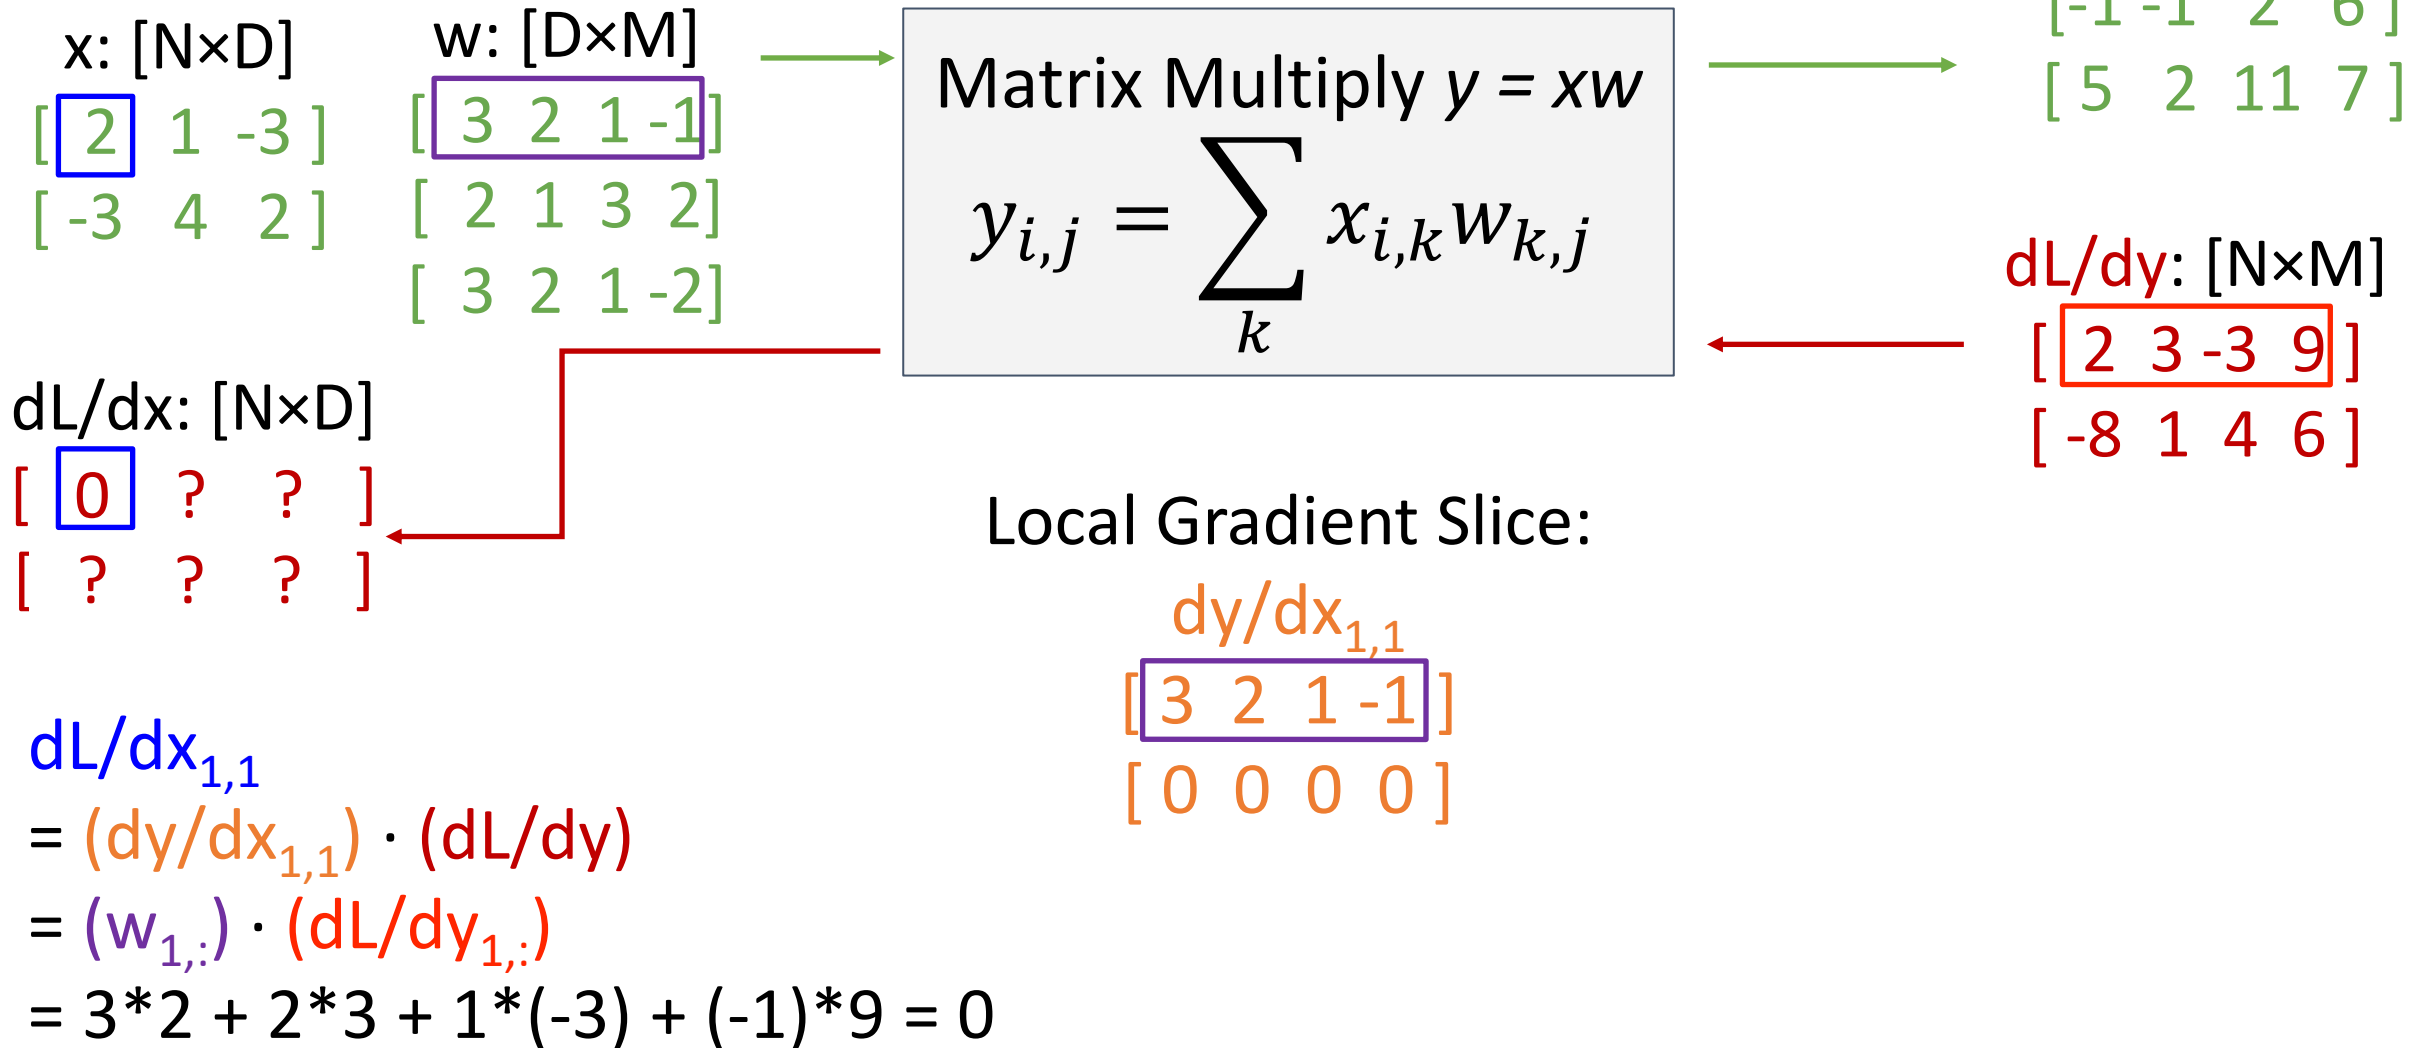 x: [N×D]
[ 2 1 -3 ]
[ -3 4 2 ]
w: [D×M]
[ 3 2 1 -1]
[ 2 1 3 2]
[ 3 2 1 -2]
Matrix Multiply y = xw
y_{i,j} = ∑_k x_{i,k}w_{k,j}
[-1 -1 2 6 ]
[ 5 2 11 7 ]
dL/dy: [N×M]
[ 2 3 -3 9 ]
[ -8 1 4 6 ]
dL/dx: [N×D]
[ 0 ? ? ]
[ ? ? ? ]
Local Gradient Slice:
dy/dx_{1,1}
[ 3 2 1 -1 ]
[ 0 0 0 0 ]
dL/dx_{1,1}
= (dy/dx_{1,1}) · (dL/dy)
= (w_{1,:}) · (dL/dy_{1,:})
= 3*2 + 2*3 + 1*(-3) + (-1)*9 = 0